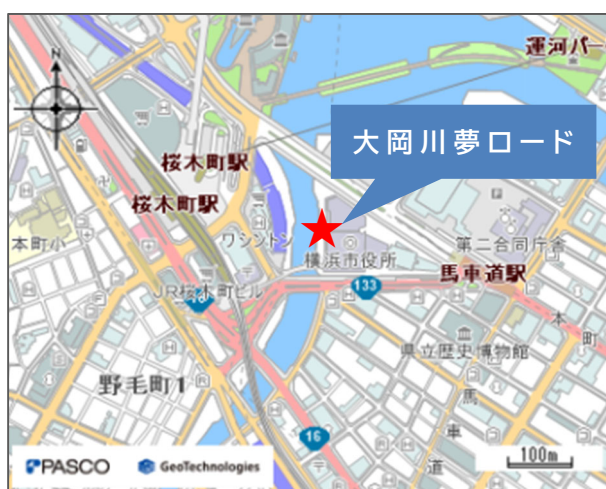 運河パー
N
大岡川夢ロード
桜木町駅
桜木町駅
本町小
ワシントン
横浜市役所
第二合同庁舎
馬車道駅
133
JR桜木町ビル
16
本町
県立歴史博物館
野毛町1
馬車道
16
100m
PASCO
GeoTechnologies